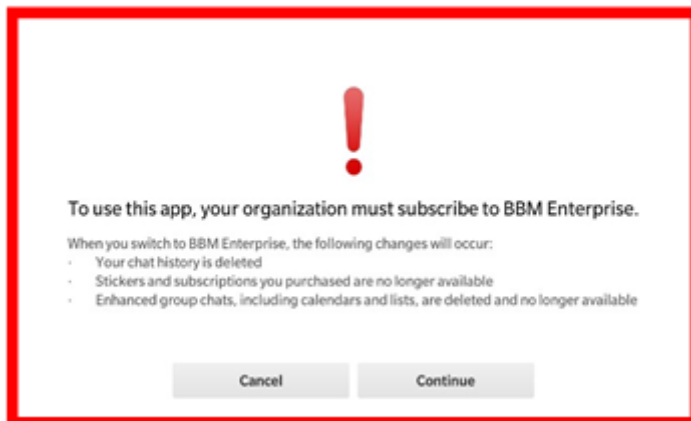 To use this app, your organization must subscribe to BBM Enterprise.
When you switch to BBM Enterprise, the following changes will occur:
· Your chat history is deleted
· Stickers and subscriptions you purchased are no longer available
· Enhanced group chats, including calendars and lists, are deleted and no longer available
Cancel Continue